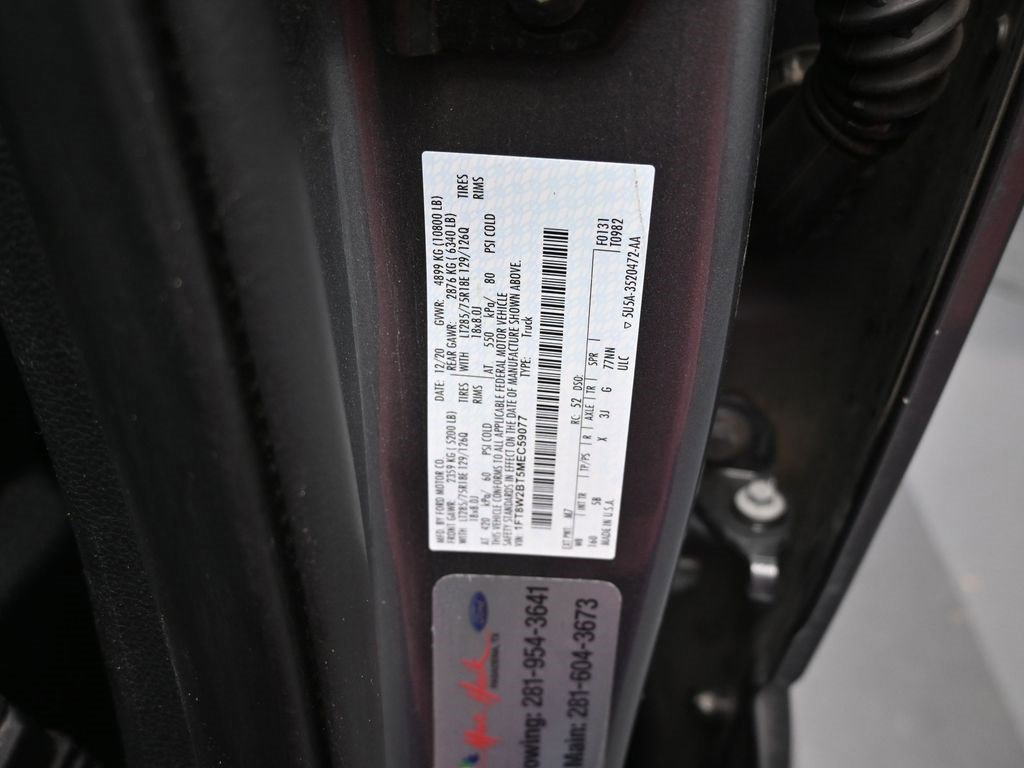 MFD. BY FORD MOTOR CO. DATE: 12/20 GVWR: 4899 KG (10800 LB)
FRONT GAWR: 2359 KG ( 5200 LB) REAR GAWR: 2876 KG ( 6340 LB)
WITH LT285/75R18E 129/126Q TIRES WITH LT285/75R18E 129/126Q TIRES
18x8.0J RIMS 18x8.0J RIMS
AT 420 kPa/ 60 PSI COLD AT 550 kPa/ 80 PSI COLD
THIS VEHICLE CONFORMS TO ALL APPLICABLE FEDERAL MOTOR VEHICLE
SAFETY STANDARDS IN EFFECT ON THE DATE OF MANUFACTURE SHOWN ABOVE.
VIN: 1FT8W2BT5MEC59077 TYPE: Truck
EXT PNT: M7 RC: 52 DSO: F0131
WB INT TR TP/PS R AXLE TR SPR T0982
160 5B X 3J G 77NN
MADE IN U.S.A. ULC ▽ 5U5A-3520472-AA
Ford
PASADENA, TX
owing: 281-954-3641
Main: 281-604-3673